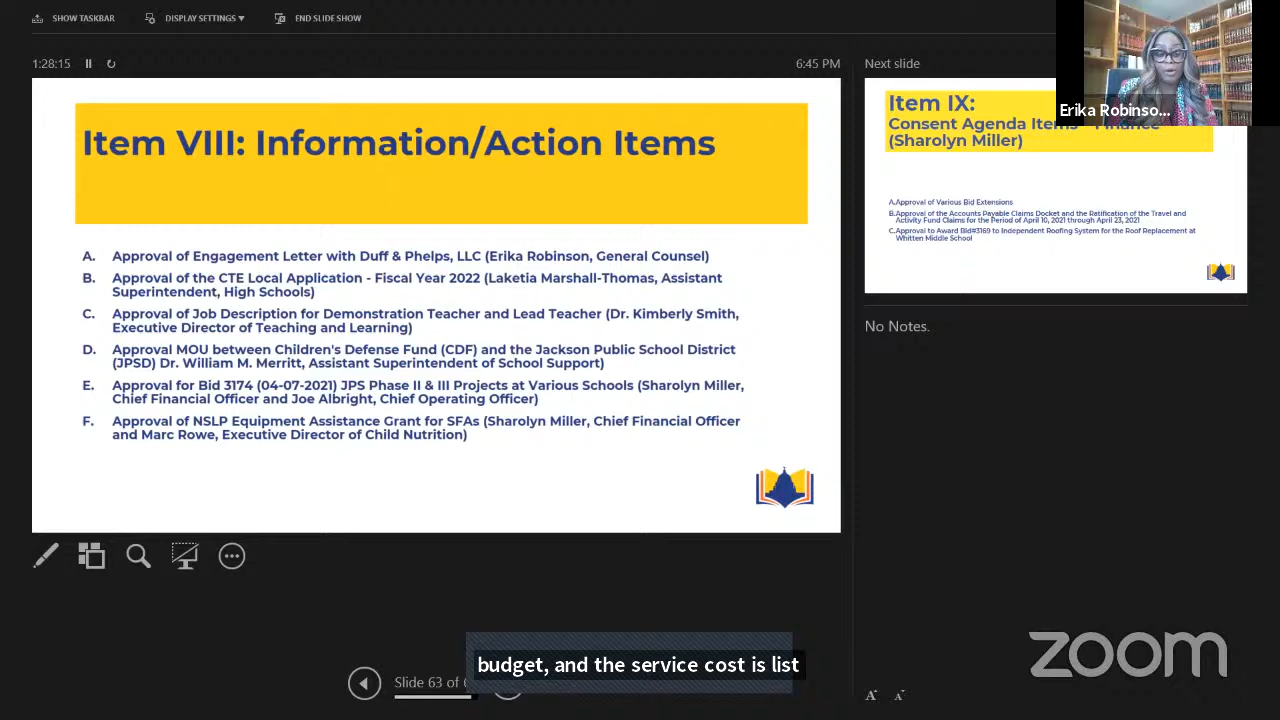 SHOW TASKBAR
DISPLAY SETTINGS
END SLIDE SHOW
1:28:15
6:45 PM
Item VIII: Information/Action Items
A. Approval of Engagement Letter with Duff & Phelps, LLC (Erika Robinson, General Counsel)
B. Approval of the CTE Local Application - Fiscal Year 2022 (Laketia Marshall-Thomas, Assistant
Superintendent, High Schools)
C. Approval of Job Description for Demonstration Teacher and Lead Teacher (Dr. Kimberly Smith,
Executive Director of Teaching and Learning)
D. Approval MOU between Children's Defense Fund (CDF) and the Jackson Public School District
(JPSD) Dr. William M. Merritt, Assistant Superintendent of School Support)
E. Approval for Bid 3174 (04-07-2021) JPS Phase II & III Projects at Various Schools (Sharolyn Miller,
Chief Financial Officer and Joe Albright, Chief Operating Officer)
F. Approval of NSLP Equipment Assistance Grant for SFAs (Sharolyn Miller, Chief Financial Officer
and Marc Rowe, Executive Director of Child Nutrition)
Next slide
Erika Robinso...
Item IX:
Consent Agenda Items - Finance
(Sharolyn Miller)
A.Approval of Various Bid Extensions
B.Approval of the Accounts Payable Claims Docket and the Ratification of the Travel and
Activity Fund Claims for the Period of April 10, 2021 through April 23, 2021
C.Approval to Award Bid#3169 to Independent Roofing System for the Roof Replacement at
Whitten Middle School
No Notes.
budget, and the service cost is list
Slide 63 of
zoom
A A